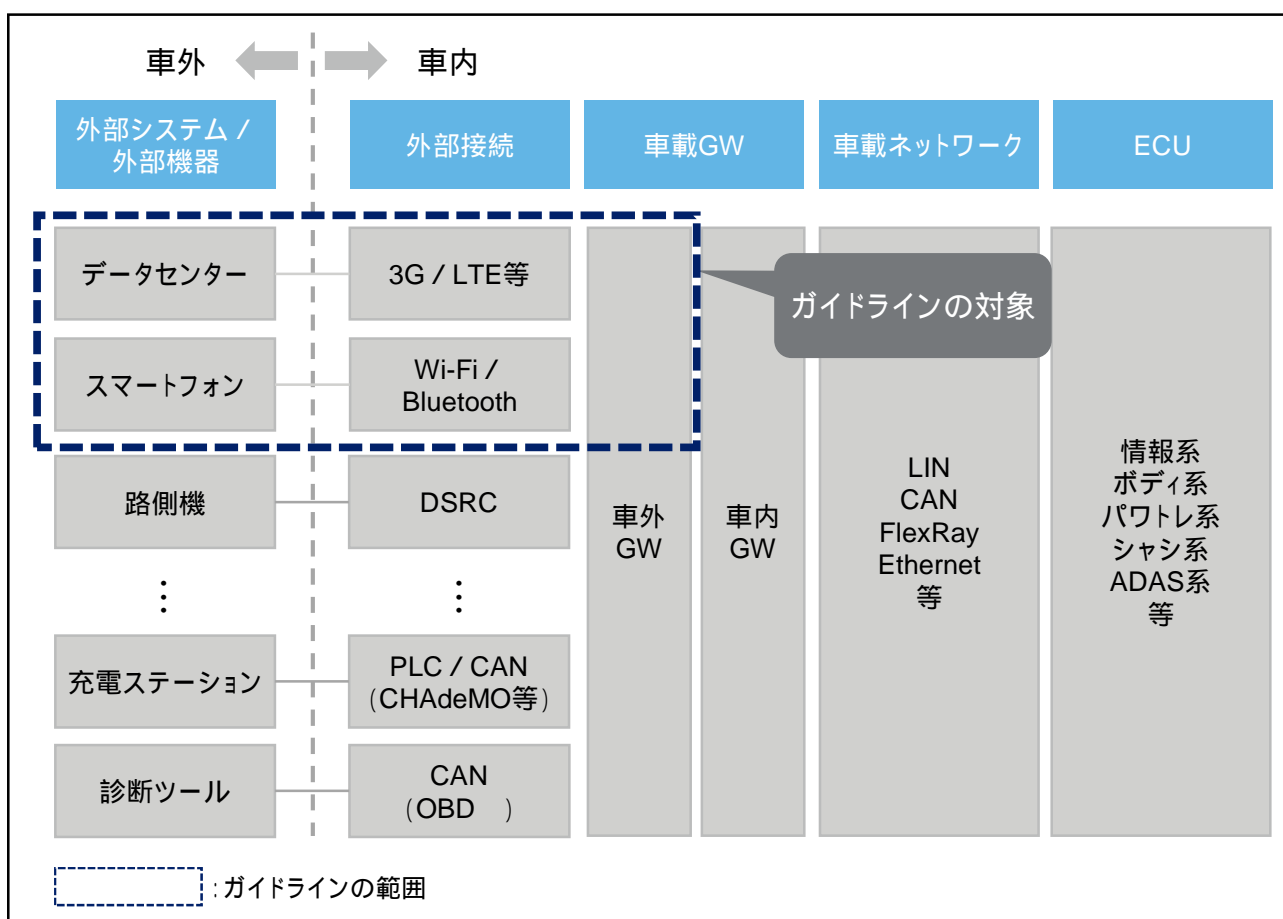 車外
車内
外部システム /
外部機器
外部接続
車載GW
車載ネットワーク
ECU
データセンター
3G / LTE等
ガイドラインの対象
スマートフォン
Wi-Fi /
Bluetooth
路側機
DSRC
車外
GW
車内
GW
LIN
CAN
FlexRay
Ethernet
等
情報系
ボディ系
パワトレ系
シャシ系
ADAS系
等
⋮
⋮
充電ステーション
PLC / CAN
(CHAdeMO等)
診断ツール
CAN
(OBD )
:ガイドラインの範囲